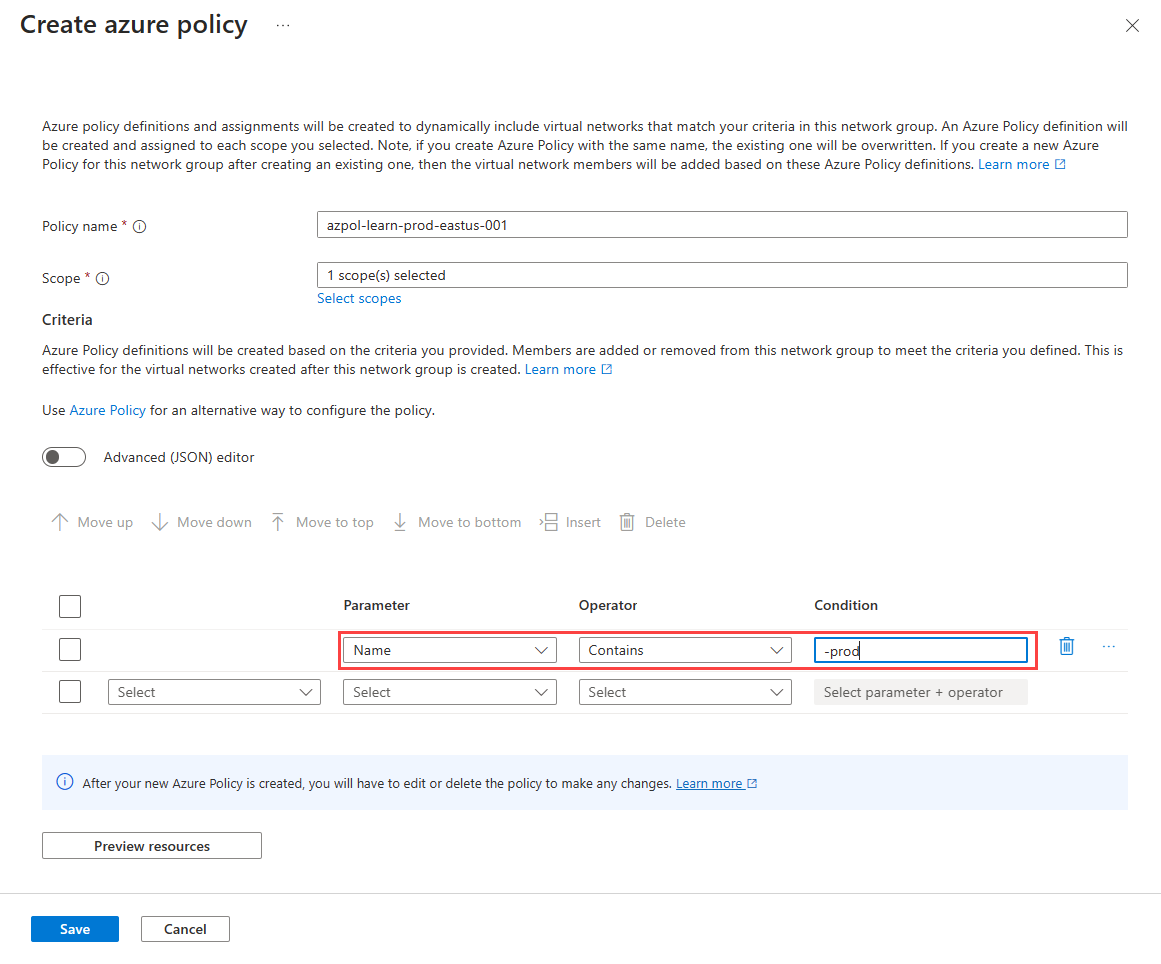 Create azure policy ...
Azure policy definitions and assignments will be created to dynamically include virtual networks that match your criteria in this network group. An Azure Policy definition will
be created and assigned to each scope you selected. Note, if you create Azure Policy with the same name, the existing one will be overwritten. If you create a new Azure
Policy for this network group after creating an existing one, then the virtual network members will be added based on these Azure Policy definitions. Learn more
Policy name *
azpol-learn-prod-eastus-001
Scope *
1 scope(s) selected
Select scopes
Criteria
Azure Policy definitions will be created based on the criteria you provided. Members are added or removed from this network group to meet the criteria you defined. This is
effective for the virtual networks created after this network group is created. Learn more
Use Azure Policy for an alternative way to configure the policy.
Advanced (JSON) editor
Move up Move down Move to top Move to bottom Insert Delete
Parameter Operator Condition
Name Contains -prod ...
Select Select Select Select parameter + operator
After your new Azure Policy is created, you will have to edit or delete the policy to make any changes. Learn more
Preview resources
Save Cancel